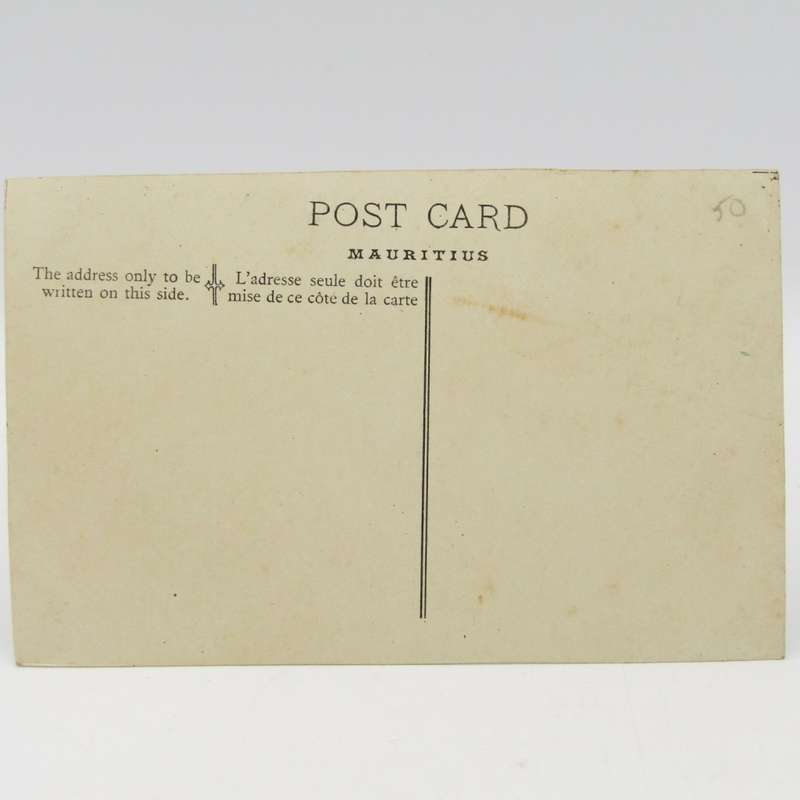 POST CARD
50
MAURITIUS
The address only to be
written on this side.
L'adresse seule doit être
mise de ce côte de la carte